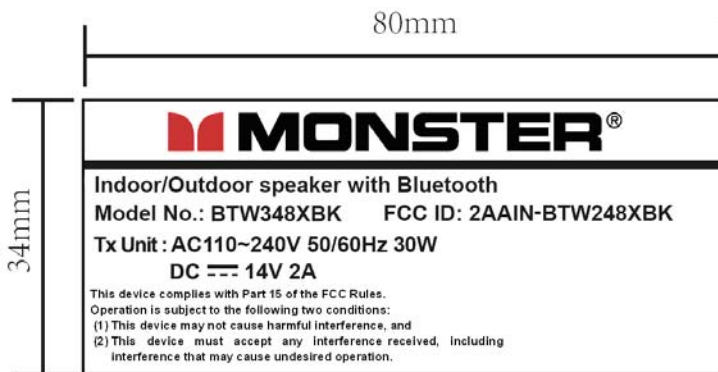 80mm
34mm
MONSTER®
Indoor/Outdoor speaker with Bluetooth
Model No.: BTW348XBK FCC ID: 2AAIN-BTW248XBK
Tx Unit : AC110~240V 50/60Hz 30W
DC ⎓ 14V 2A
This device complies with Part 15 of the FCC Rules.
Operation is subject to the following two conditions:
(1) This device may not cause harmful interference, and
(2) This device must accept any interference received, including
interference that may cause undesired operation.